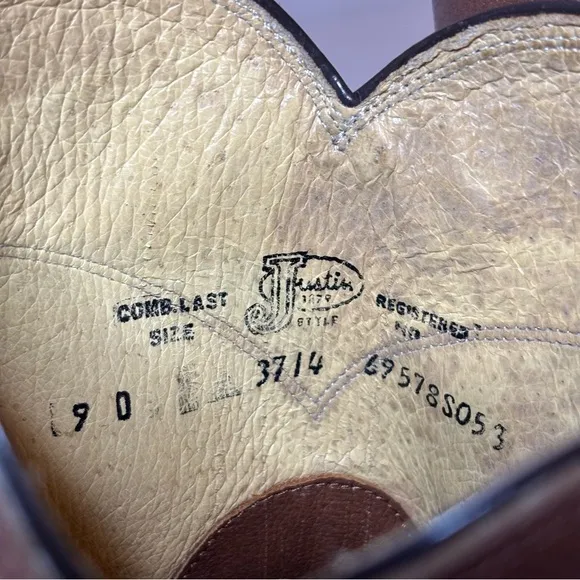 Justin
1879
COMB. LAST STYLE REGISTERED
SIZE NO
9 D 3714 69578S053